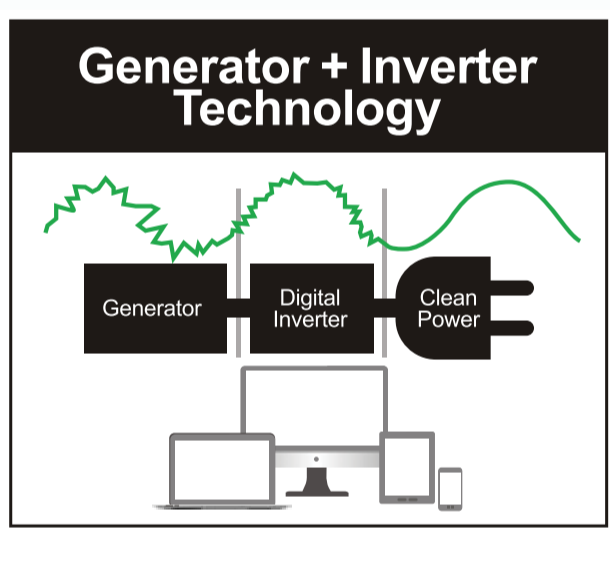 Generator + Inverter
Technology
Generator
Digital
Inverter
Clean
Power